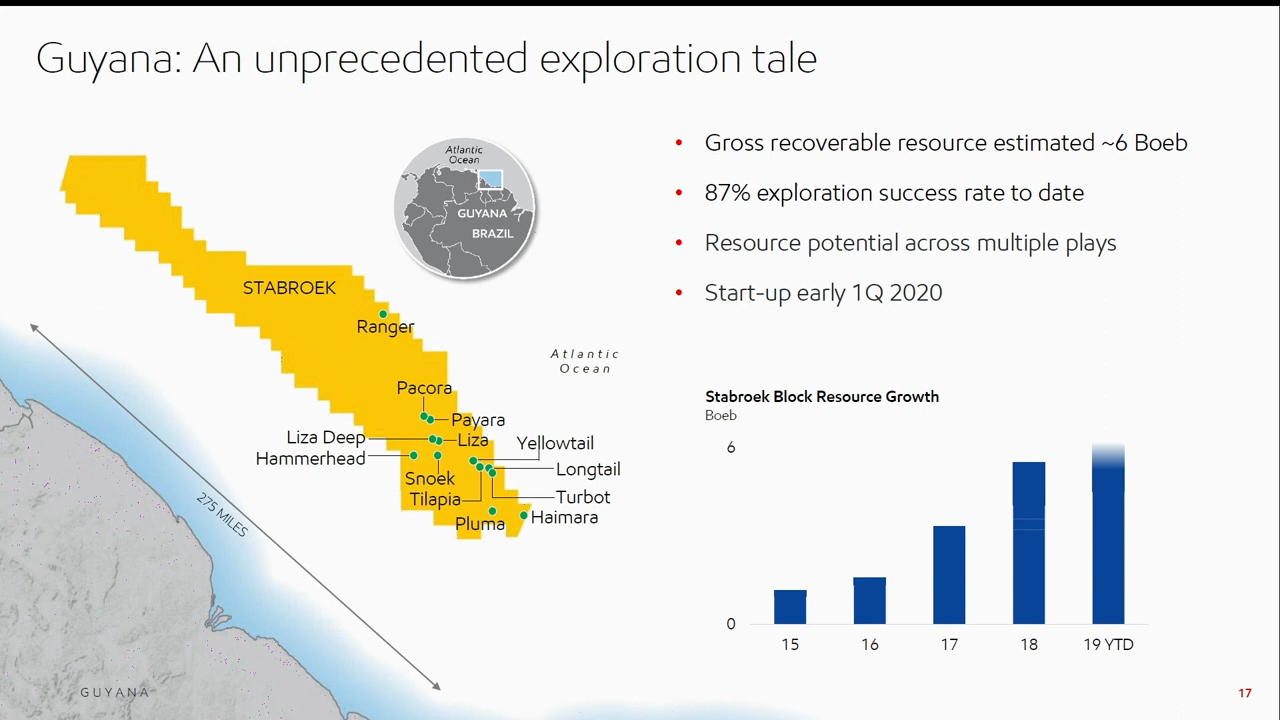 Guyana: An unprecedented exploration tale
Atlantic
Ocean
GUYANA
BRAZIL
STABROEK
Ranger
Atlantic
Ocean
Pacora
Payara
Liza Deep
Liza
Yellowtail
Hammerhead
Longtail
Snoek
Tilapia
Turbot
Pluma
Haimara
275 MILES
GUYANA
• Gross recoverable resource estimated ~6 Boeb
• 87% exploration success rate to date
• Resource potential across multiple plays
• Start-up early 1Q 2020
Stabroek Block Resource Growth
Boeb
6
0
15 16 17 18 19 YTD
17